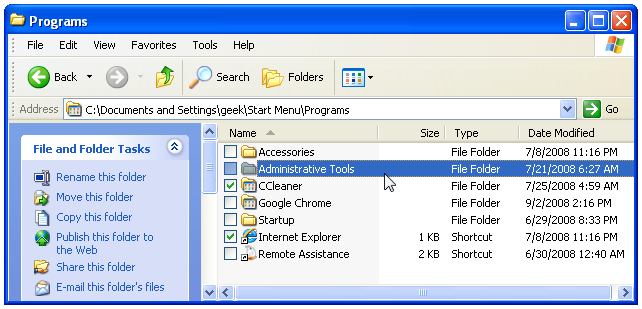 Programs
File Edit View Favorites Tools Help
Back Search Folders
Address C:\Documents and Settings\geek\Start Menu\Programs Go
File and Folder Tasks
Rename this folder
Move this folder
Copy this folder
Publish this folder to
the Web
Share this folder
E-mail this folder's files
Name Size Type Date Modified
Accessories File Folder 7/8/2008 11:16 PM
Administrative Tools File Folder 7/21/2008 6:27 AM
CCleaner File Folder 7/25/2008 4:59 AM
Google Chrome File Folder 9/2/2008 2:16 PM
Startup File Folder 6/29/2008 8:33 PM
Internet Explorer 1 KB Shortcut 7/8/2008 11:16 PM
Remote Assistance 2 KB Shortcut 6/30/2008 12:40 AM